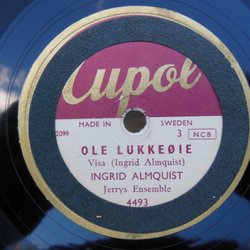 Cupol
MADE IN SWEDEN
2099 3 NCB
OLE LUKKEØIE
Visa (Ingrid Almquist)
INGRID ALMQUIST
Jerrys Ensemble
4493